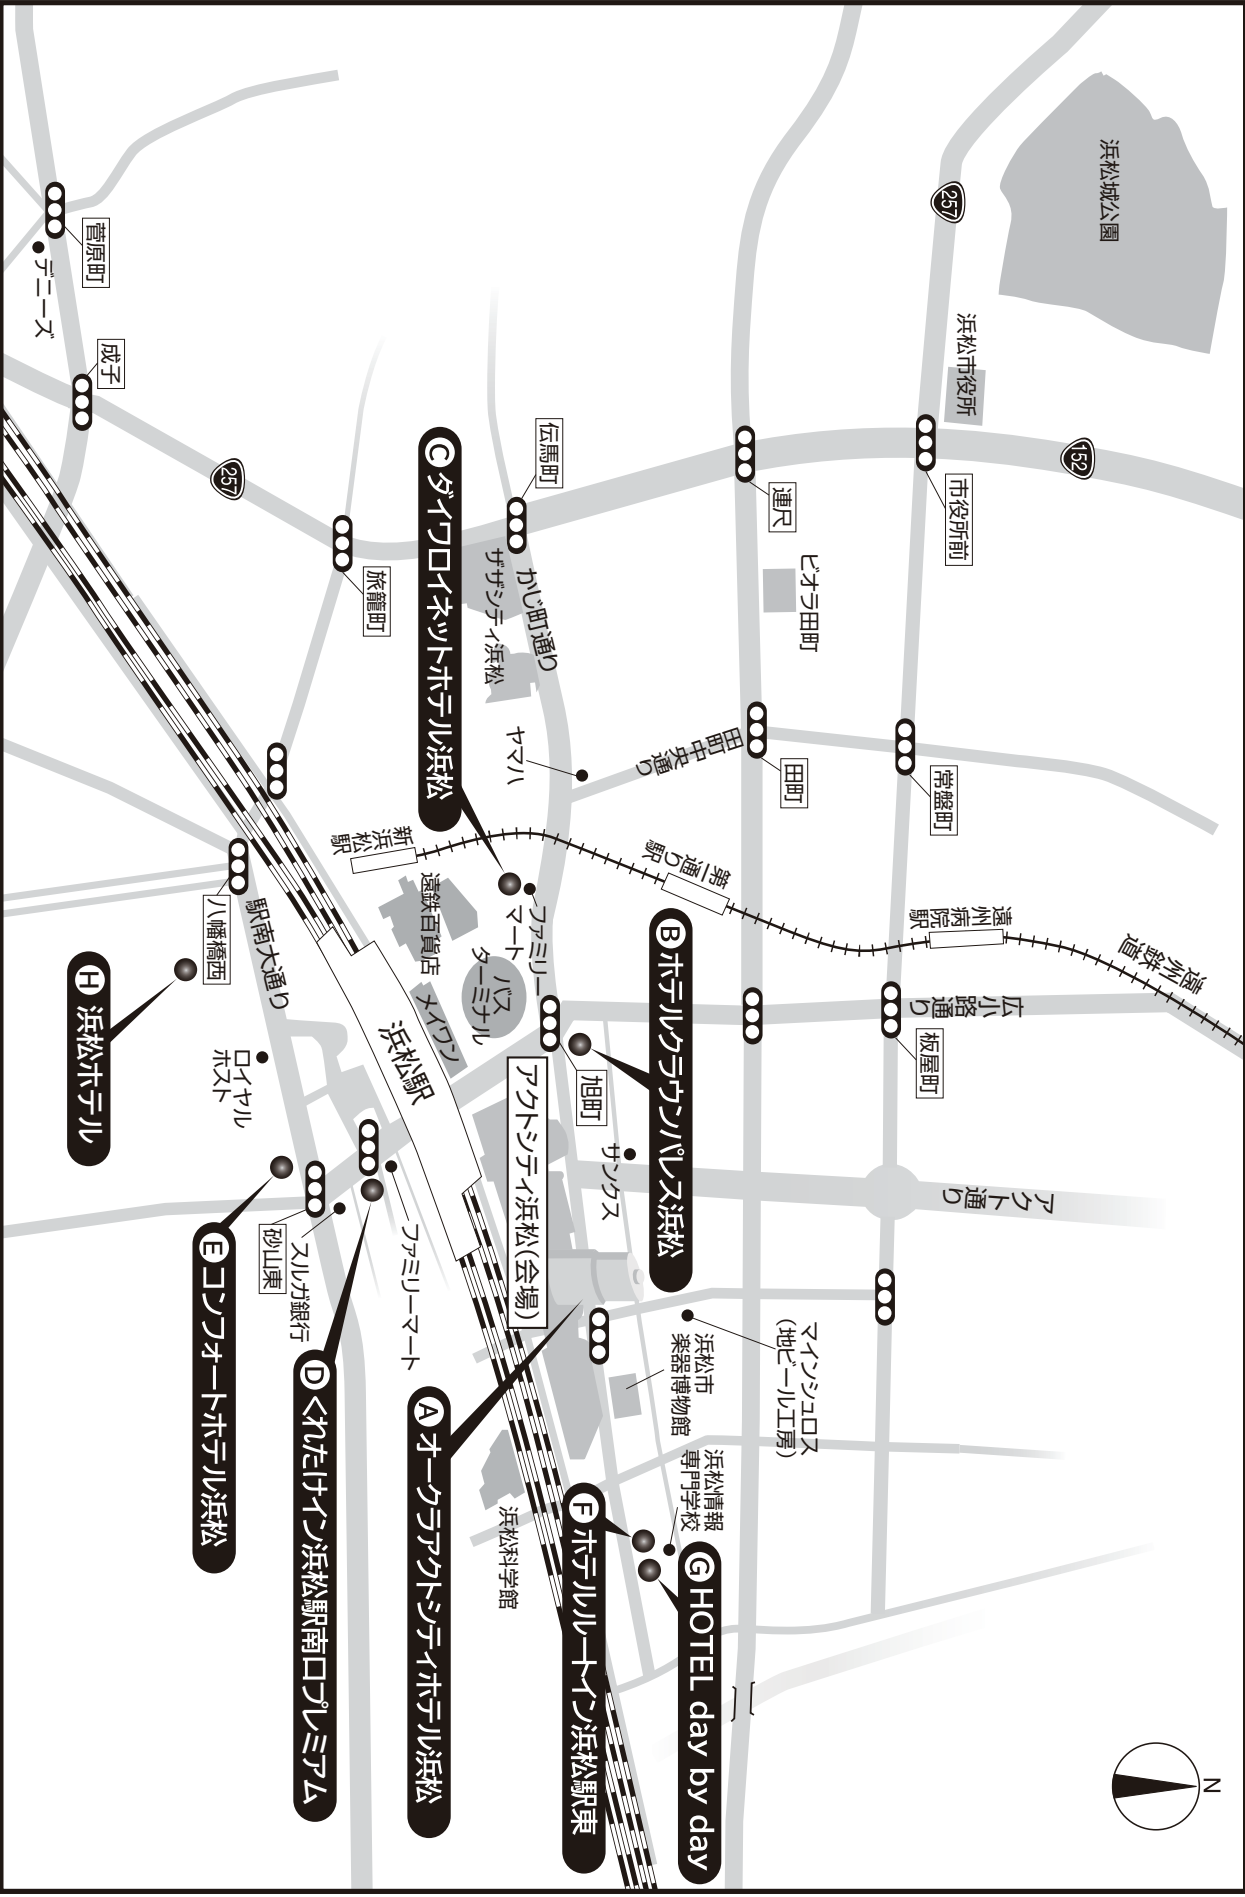 浜松城公園
257
浜松市役所
152
市役所前
常盤町
遠州
病院
駅
遠州鉄
道
広小路
通り
板屋町
アクト
通り
N
連尺
ビオラ田町
田町
田町中央
通り
第一
通り
駅
B ホテルクラウンパレス浜松
旭町
サンクス
マインシュロス
(地ビール工房)
浜松市
楽器博物館
浜松情報
専門学校
G HOTEL day by day
F ホテルルートイン浜松駅東
伝馬町
かじ町通り
ザザシティ浜松
ヤマハ
C ダイワロイネットホテル浜松
ファミリー
マート
新
浜
松
駅
遠鉄百貨店
バス
ターミナル
メイワン
浜松駅
アクトシティ浜松(会場)
A オークラアクトシティホテル浜松
浜松科学館
旅籠町
257
菅原町
デニーズ
成子
八幡橋西
駅南大通り
H 浜松ホテル
ロイヤル
ホスト
ファミリーマート
スルガ銀行
砂山東
D くれたけイン浜松駅南口プレミアム
E コンフォートホテル浜松